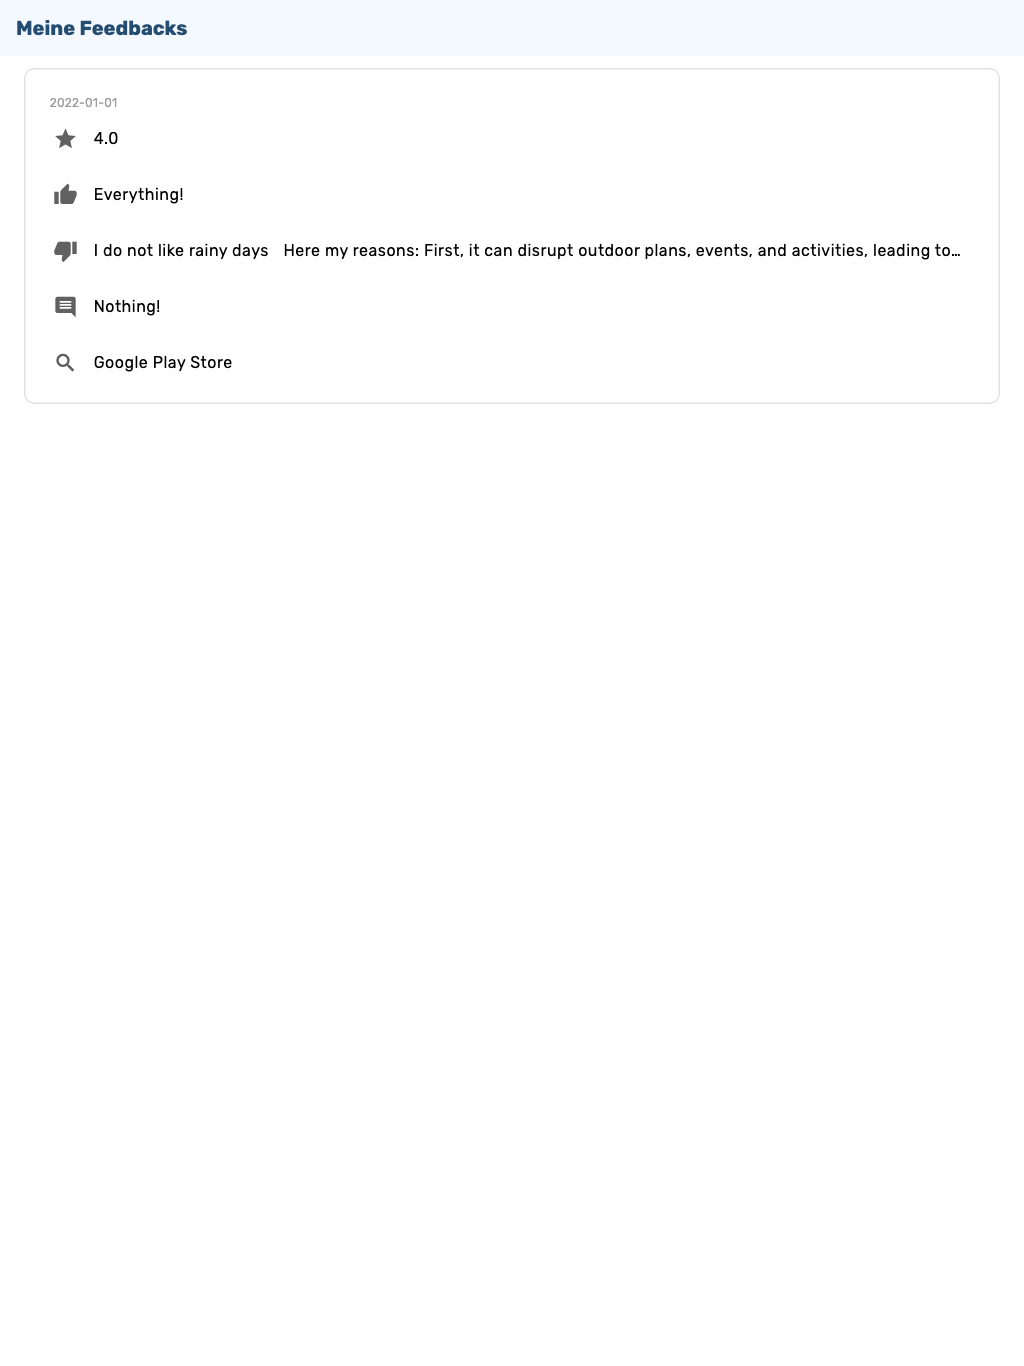 Meine Feedbacks
2022-01-01
4.0
Everything!
I do not like rainy days   Here my reasons: First, it can disrupt outdoor plans, events, and activities, leading to…
Nothing!
Google Play Store